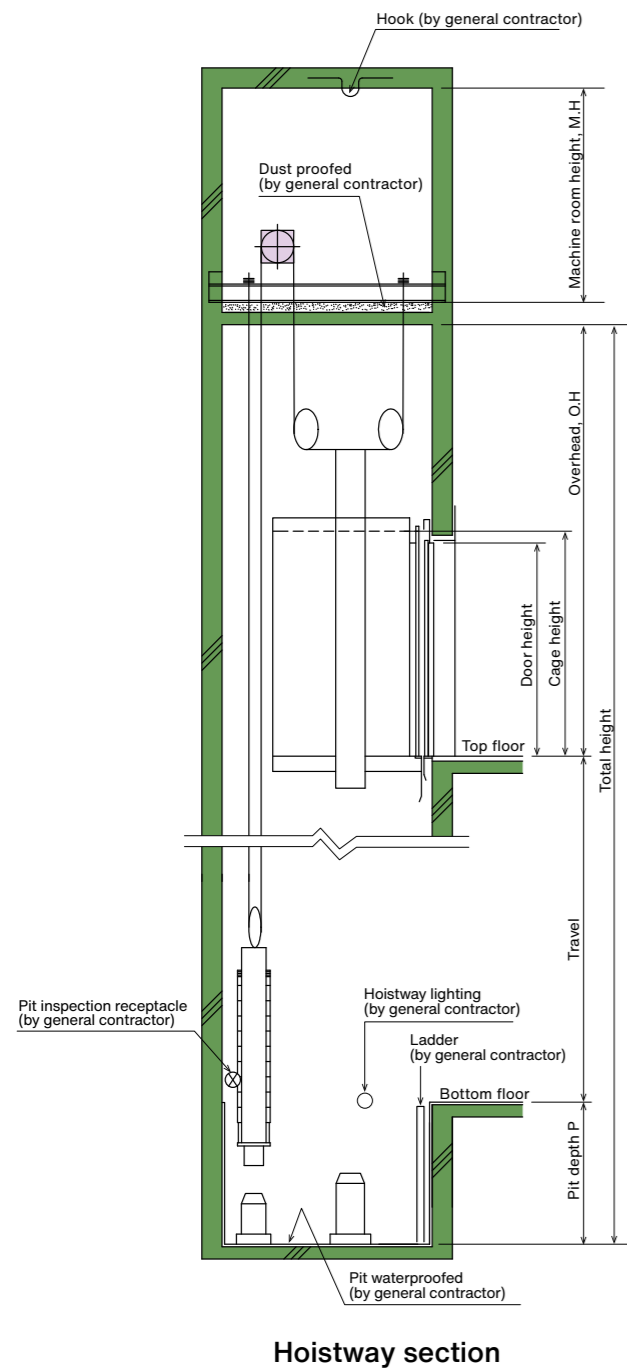 Hook (by general contractor)
Machine room height, M.H
Dust proofed
(by general contractor)
Overhead, O.H
Door height
Cage height
Total height
Top floor
Travel
Pit inspection receptacle
(by general contractor)
Hoistway lighting
(by general contractor)
Ladder
(by general contractor)
Bottom floor
Pit depth P
Pit waterproofed
(by general contractor)
Hoistway section